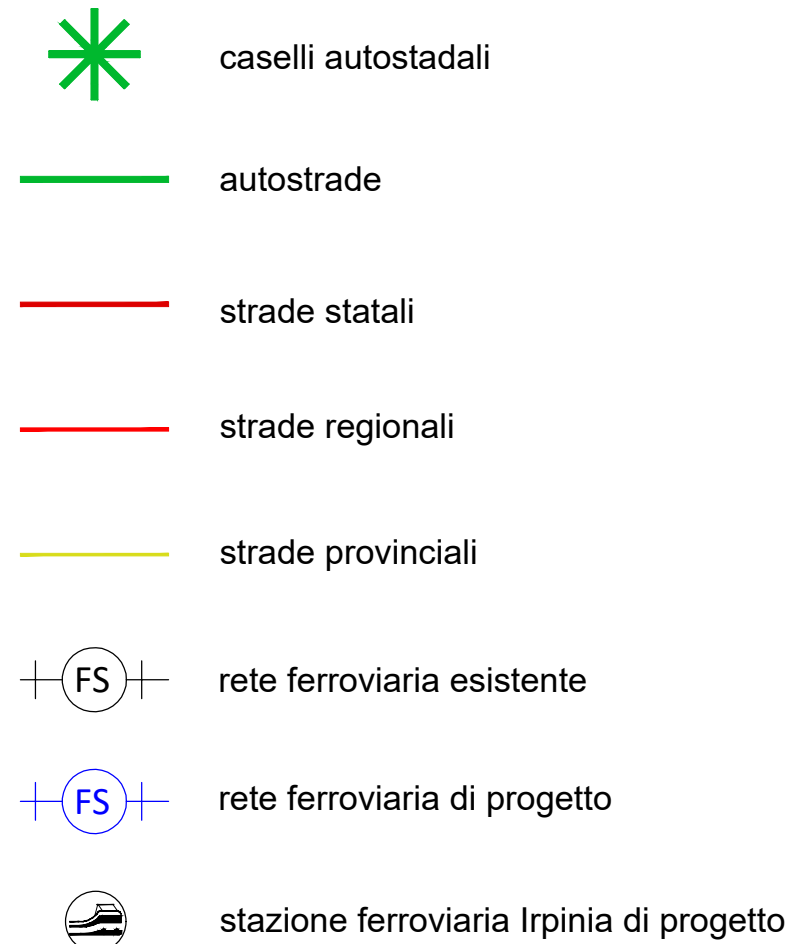 caselli autostadali
autostrade
strade statali
strade regionali
strade provinciali
FS rete ferroviaria esistente
FS rete ferroviaria di progetto
stazione ferroviaria Irpinia di progetto